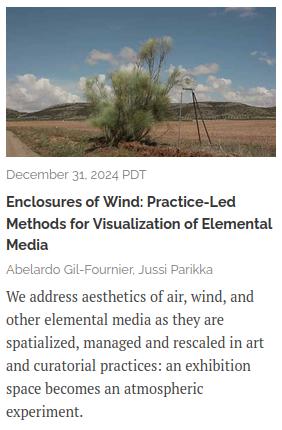 December 31, 2024 PDT
Enclosures of Wind: Practice-Led
Methods for Visualization of Elemental
Media
Abelardo Gil-Fournier, Jussi Parikka
We address aesthetics of air, wind, and
other elemental media as they are
spatialized, managed and rescaled in art
and curatorial practices: an exhibition
space becomes an atmospheric
experiment.